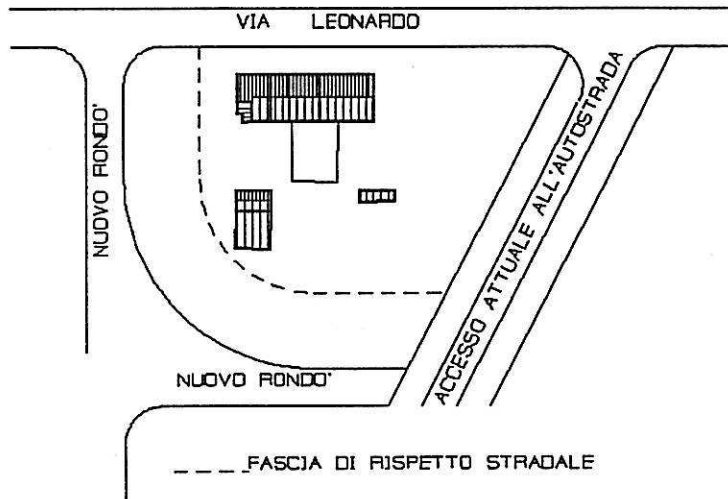 VIA LEONARDO
NUOVO RONDO'
ACCESSO ATTUALE ALL'AUTOSTRADA
NUOVO RONDO'
FASCIA DI RISPETTO STRADALE